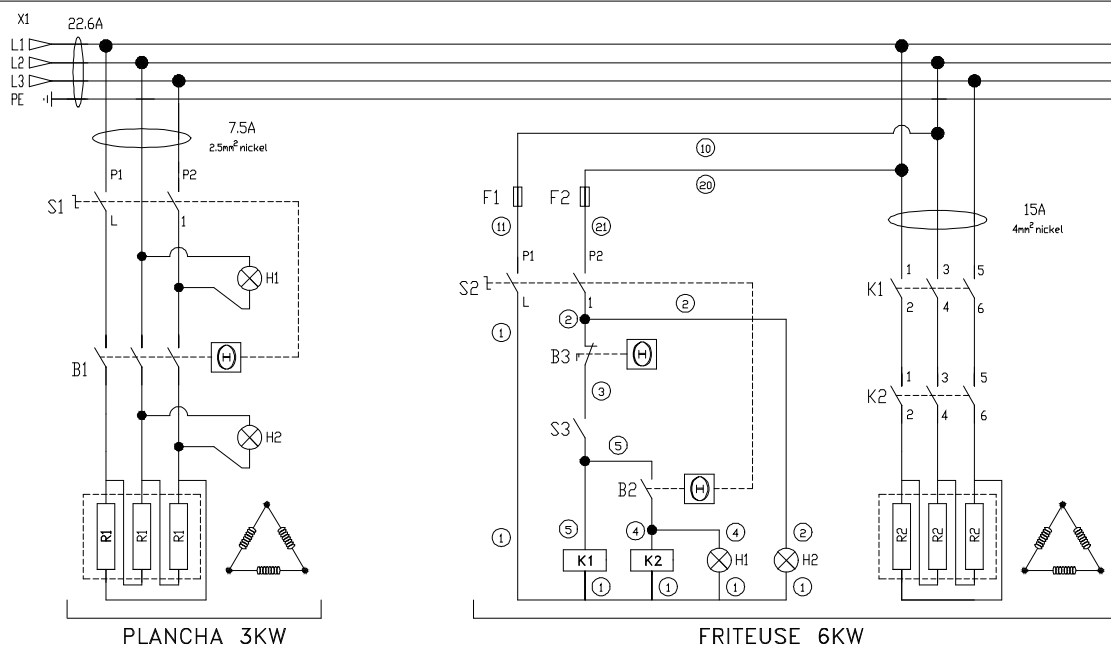 X1
22.6A
L1
L2
L3
PE
7.5A
2.5mm² nickel
10
P1
P2
20
F1
F2
S1
15A
4mm² nickel
L
1
11
21
P1
P2
H1
1
3
5
S2
K1
L
1
2
2
4
6
1
2
B3
B1
1
3
5
3
K2
2
4
6
S3
H2
5
B2
R1
R1
R1
5
4
4
2
R2
R2
R2
1
K1
K2
H1
H2
1
1
1
1
PLANCHA 3KW
FRITEUSE 6KW